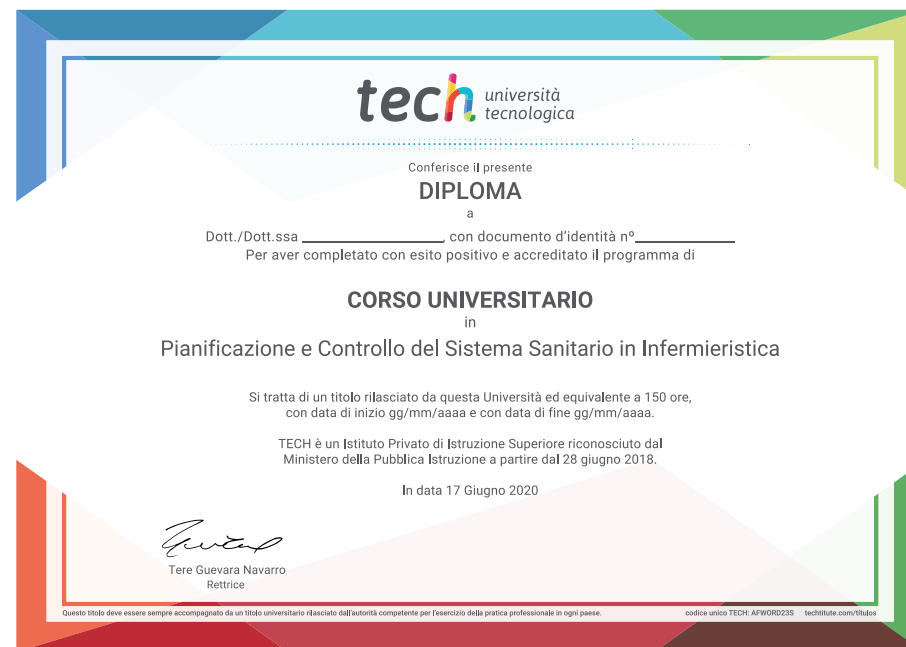 tech università
tecnologica
Conferisce il presente
DIPLOMA
a
Dott./Dott.ssa _________________, con documento d'identità nº____________
Per aver completato con esito positivo e accreditato il programma di
CORSO UNIVERSITARIO
in
Pianificazione e Controllo del Sistema Sanitario in Infermieristica
Si tratta di un titolo rilasciato da questa Università ed equivalente a 150 ore,
con data di inizio gg/mm/aaaa e con data di fine gg/mm/aaaa.
TECH è un Istituto Privato di Istruzione Superiore riconosciuto dal
Ministero della Pubblica Istruzione a partire dal 28 giugno 2018.
In data 17 Giugno 2020
Tere Guevara Navarro
Rettrice
Questo titolo deve essere sempre accompagnato da un titolo universitario rilasciato dall'autorità competente per l'esercizio della pratica professionale in ogni paese. codice unico TECH: AFWORD23S techtitute.com/titulos